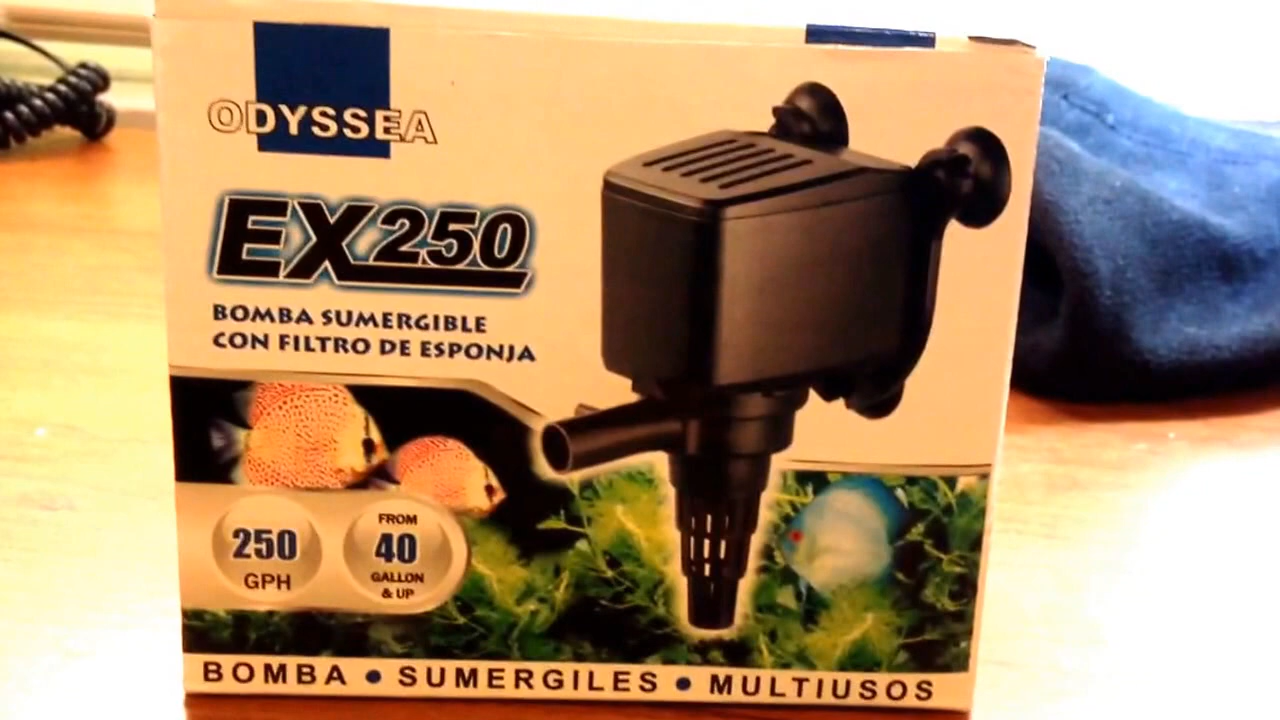 ODYSSEA
EX250
BOMBA SUMERGIBLE
CON FILTRO DE ESPONJA
250
GPH
FROM
40
GALLON
& UP
BOMBA • SUMERGILES • MULTIUSOS